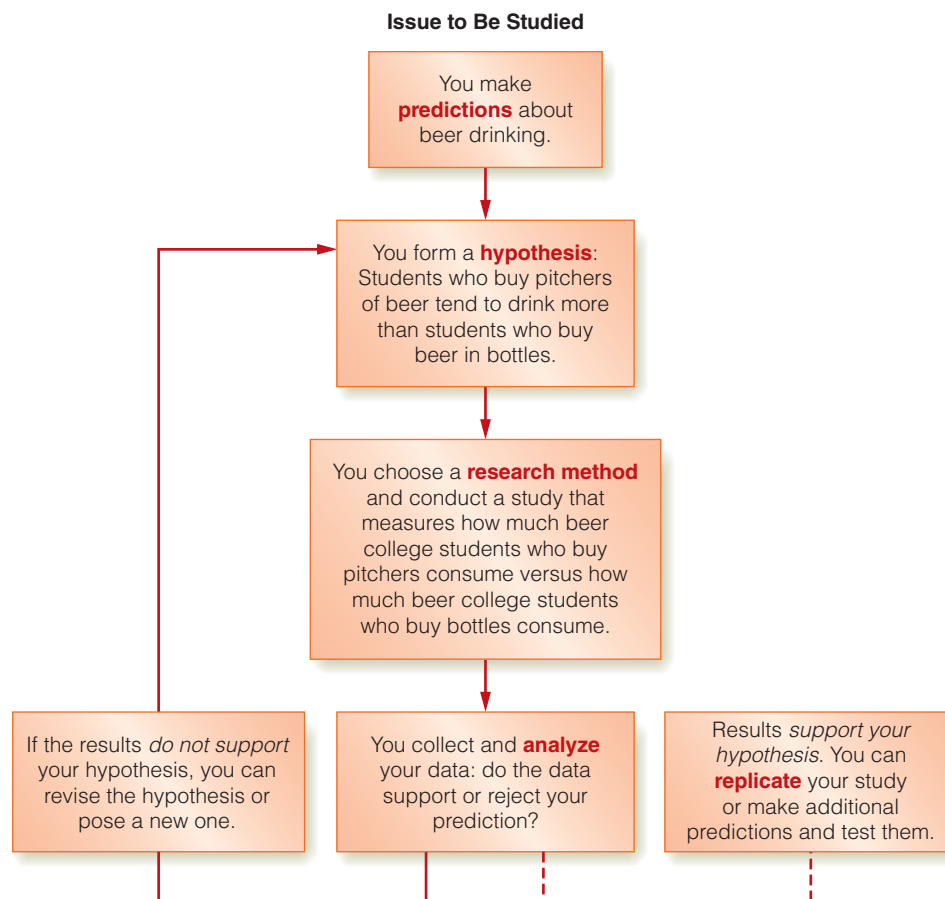 Issue to Be Studied
You make
predictions about
beer drinking.
You form a hypothesis:
Students who buy pitchers
of beer tend to drink more
than students who buy
beer in bottles.
You choose a research method
and conduct a study that
measures how much beer
college students who buy
pitchers consume versus how
much beer college students
who buy bottles consume.
If the results do not support
your hypothesis, you can
revise the hypothesis or
pose a new one.
You collect and analyze
your data: do the data
support or reject your
prediction?
Results support your
hypothesis. You can
replicate your study
or make additional
predictions and test them.